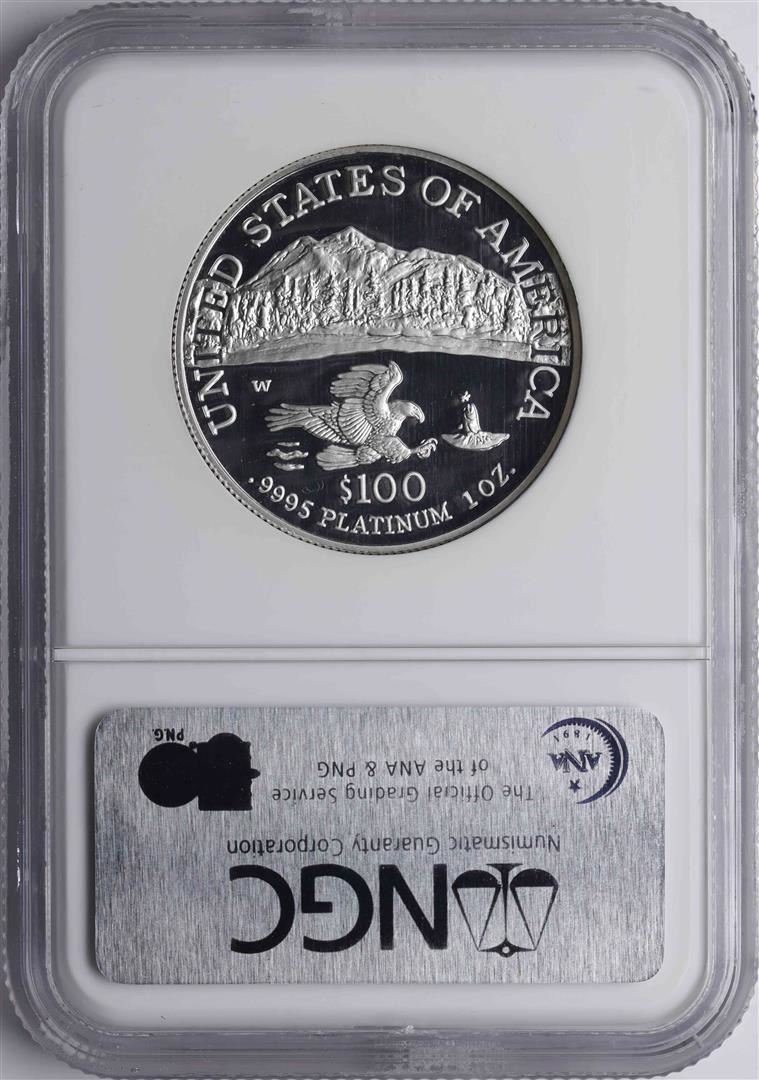 UNITED STATES OF AMERICA
W
$100
.9995 PLATINUM 1 OZ.
NGC
Numismatic Guaranty Corporation
The Official Grading Service
of the ANA & PNG
ANA
1891
PNG.